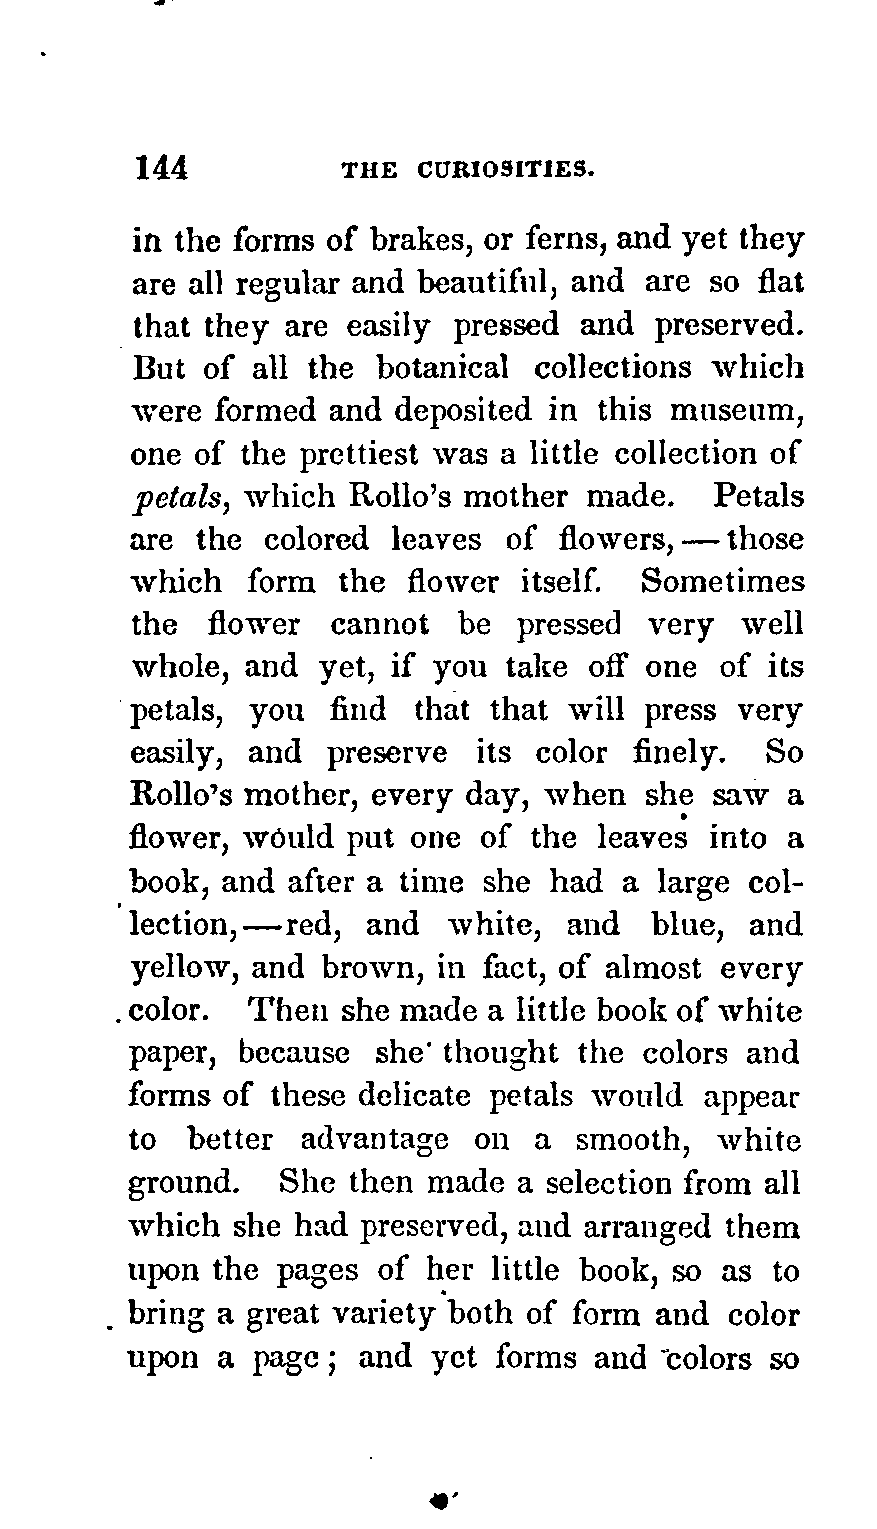 144 THE CURIOSITIES.
in the forms of brakes, or ferns, and yet they
are all regular and beautiful, and are so flat
that they are easily pressed and preserved.
But of all the botanical collections which
were formed and deposited in this museum,
one of the prettiest was a little collection of
petals, which Rollo's mother made. Petals
are the colored leaves of flowers, — those
which form the flower itself. Sometimes
the flower cannot be pressed very well
whole, and yet, if you take off one of its
petals, you find that that will press very
easily, and preserve its color finely. So
Rollo's mother, every day, when she saw a
flower, would put one of the leaves into a
book, and after a time she had a large col-
lection,—red, and white, and blue, and
yellow, and brown, in fact, of almost every
color. Then she made a little book of white
paper, because she thought the colors and
forms of these delicate petals would appear
to better advantage on a smooth, white
ground. She then made a selection from all
which she had preserved, and arranged them
upon the pages of her little book, so as to
bring a great variety both of form and color
upon a page; and yet forms and colors so